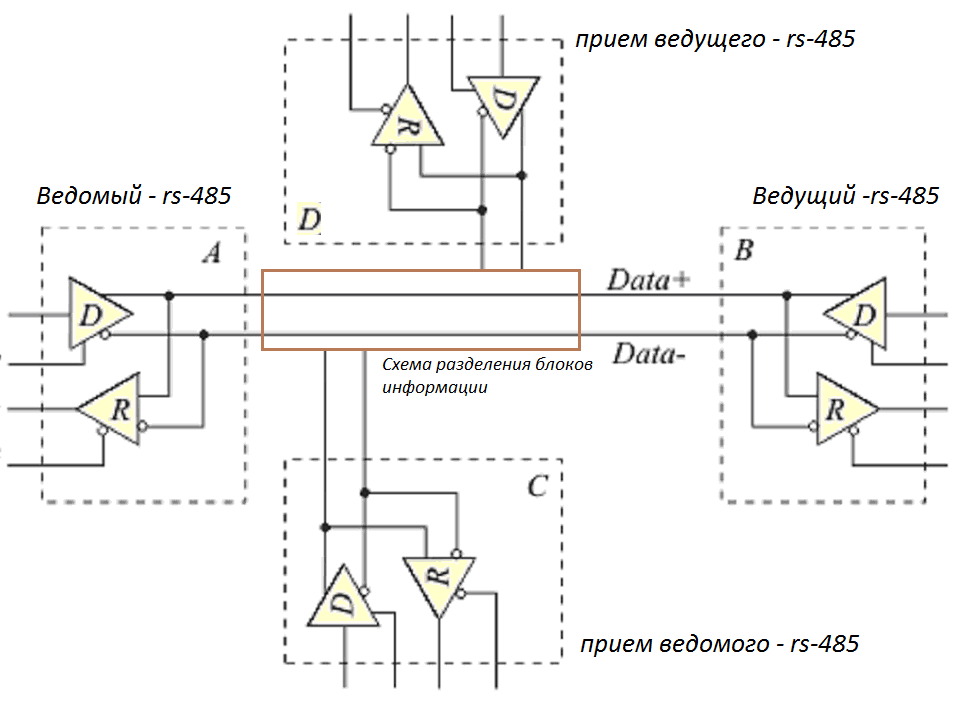 прием ведущего - rs-485
D
R
D
Ведомый - rs-485
Ведущий -rs-485
A
B
Data+
D
D
Data-
Схема разделения блоков
информации
R
R
C
R
D
прием ведомого - rs-485